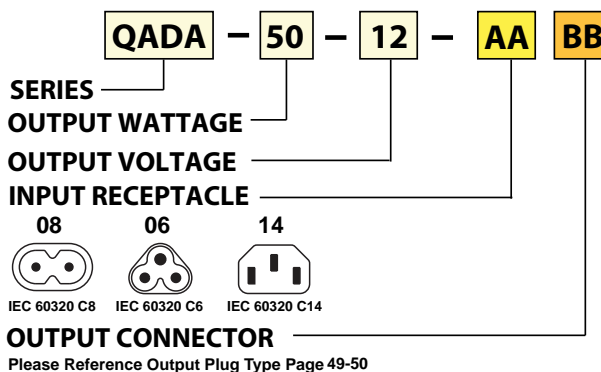 QADA - 50 - 12 - AA BB
SERIES
OUTPUT WATTAGE
OUTPUT VOLTAGE
INPUT RECEPTACLE
08 06 14
IEC 60320 C8 IEC 60320 C6 IEC 60320 C14
OUTPUT CONNECTOR
Please Reference Output Plug Type Page 49-50